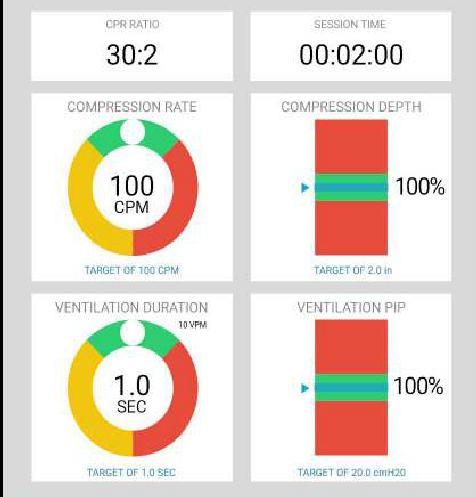 CPR RATIO
30:2
SESSION TIME
00:02:00
COMPRESSION RATE
100
CPM
TARGET OF 100 CPM
COMPRESSION DEPTH
100%
TARGET OF 2.0 in
VENTILATION DURATION
10 VPM
1.0
SEC
TARGET OF 1.0 SEC
VENTILATION PIP
100%
TARGET OF 20.0 cmH20